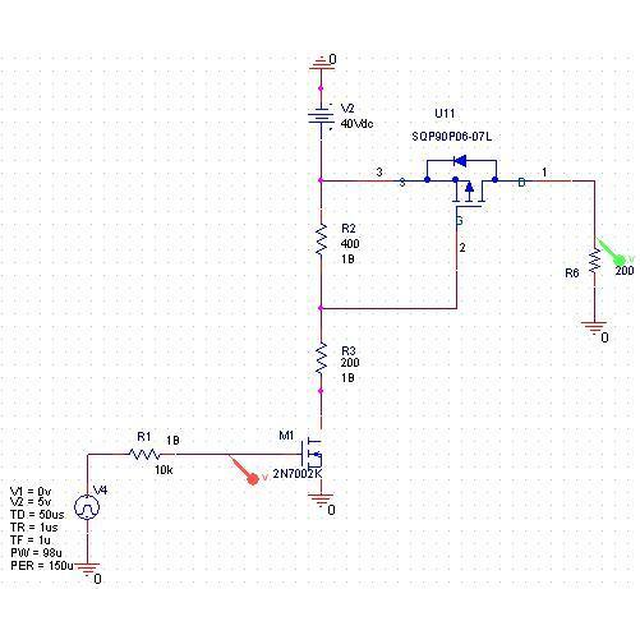 0
V2
40Vdc
U11
SQP90P06-07L
3
S
D
1
G
2
R2
400
1B
R6
200
0
R3
200
1B
R1
1B
10k
M1
2N7002K
V
V
0
V1 = 0v
V2 = 5v
TD = 50us
TR = 1us
TF = 1u
PW = 98u
PER = 150u
V4
0